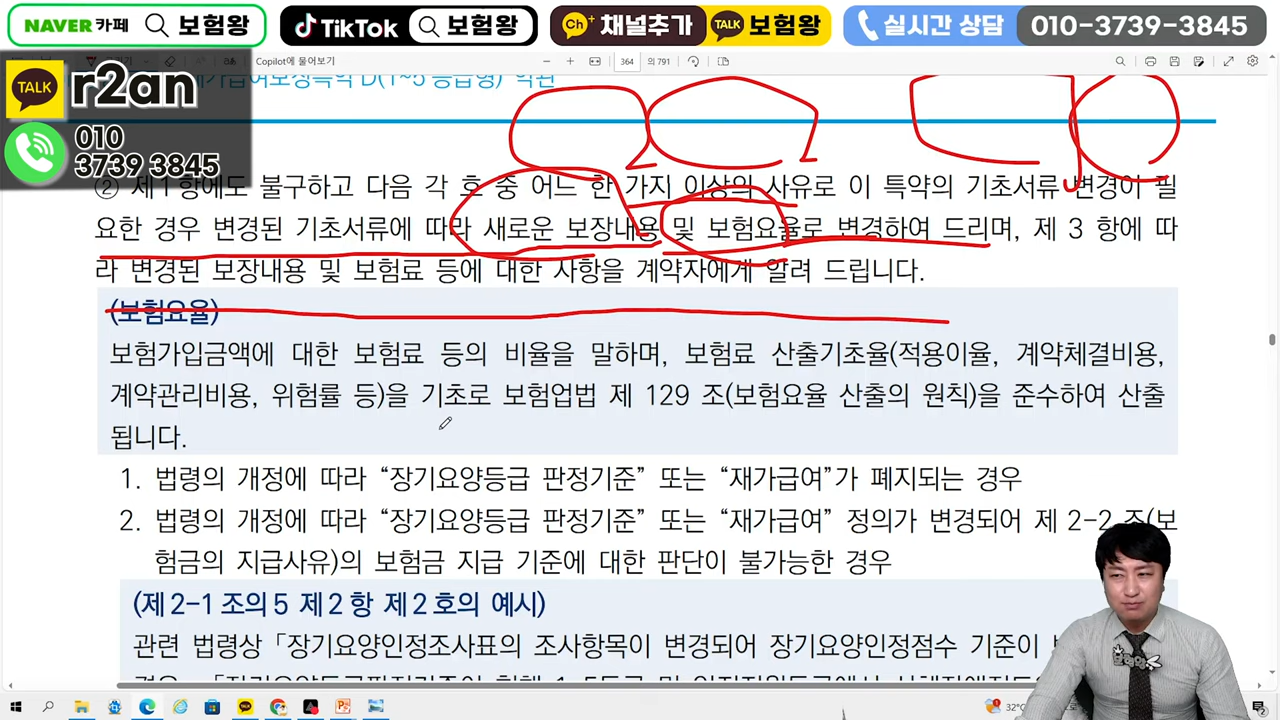 NAVER 카페 보험왕
TikTok 보험왕
Ch+ 채널추가 TALK 보험왕
실시간 상담 010-3739-3845
Copilot에 물어보기
364 의 791
TALK r2an
010
3739 3845
재가급여보장특약 D(1~5 등급형) 약관
② 제1항에도 불구하고 다음 각 호 중 어느 한 가지 이상의 사유로 이 특약의 기초서류 변경이 필
요한 경우 변경된 기초서류에 따라 새로운 보장내용 및 보험요율로 변경하여 드리며, 제 3 항에 따
라 변경된 보장내용 및 보험료 등에 대한 사항을 계약자에게 알려 드립니다.
(보험요율)
보험가입금액에 대한 보험료 등의 비율을 말하며, 보험료 산출기초율(적용이율, 계약체결비용,
계약관리비용, 위험률 등)을 기초로 보험업법 제 129 조(보험요율 산출의 원칙)을 준수하여 산출
됩니다.
1. 법령의 개정에 따라 “장기요양등급 판정기준” 또는 “재가급여”가 폐지되는 경우
2. 법령의 개정에 따라 “장기요양등급 판정기준” 또는 “재가급여” 정의가 변경되어 제 2-2 조(보
험금의 지급사유)의 보험금 지급 기준에 대한 판단이 불가능한 경우
(제 2-1 조의 5 제 2 항 제 2 호의 예시)
관련 법령상 「장기요양인정조사표의 조사항목이 변경되어 장기요양인정점수 기준이
32°